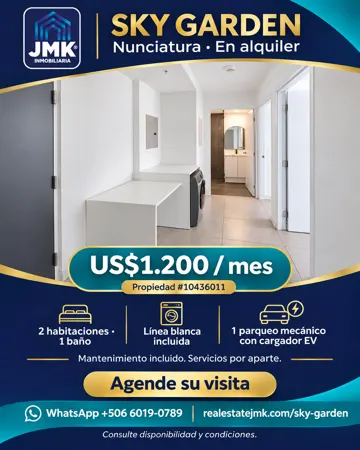 JMK
INMOBILIARIA
SKY GARDEN
Nunciatura • En alquiler
US$1.200 / mes
Propiedad #10436011
2 habitaciones •
1 baño
Línea blanca
incluida
1 parqueo mecánico
con cargador EV
Mantenimiento incluido. Servicios por aparte.
Agende su visita
WhatsApp +506 6019-0789
realestatejmk.com/sky-garden
Consulte disponibilidad y condiciones.